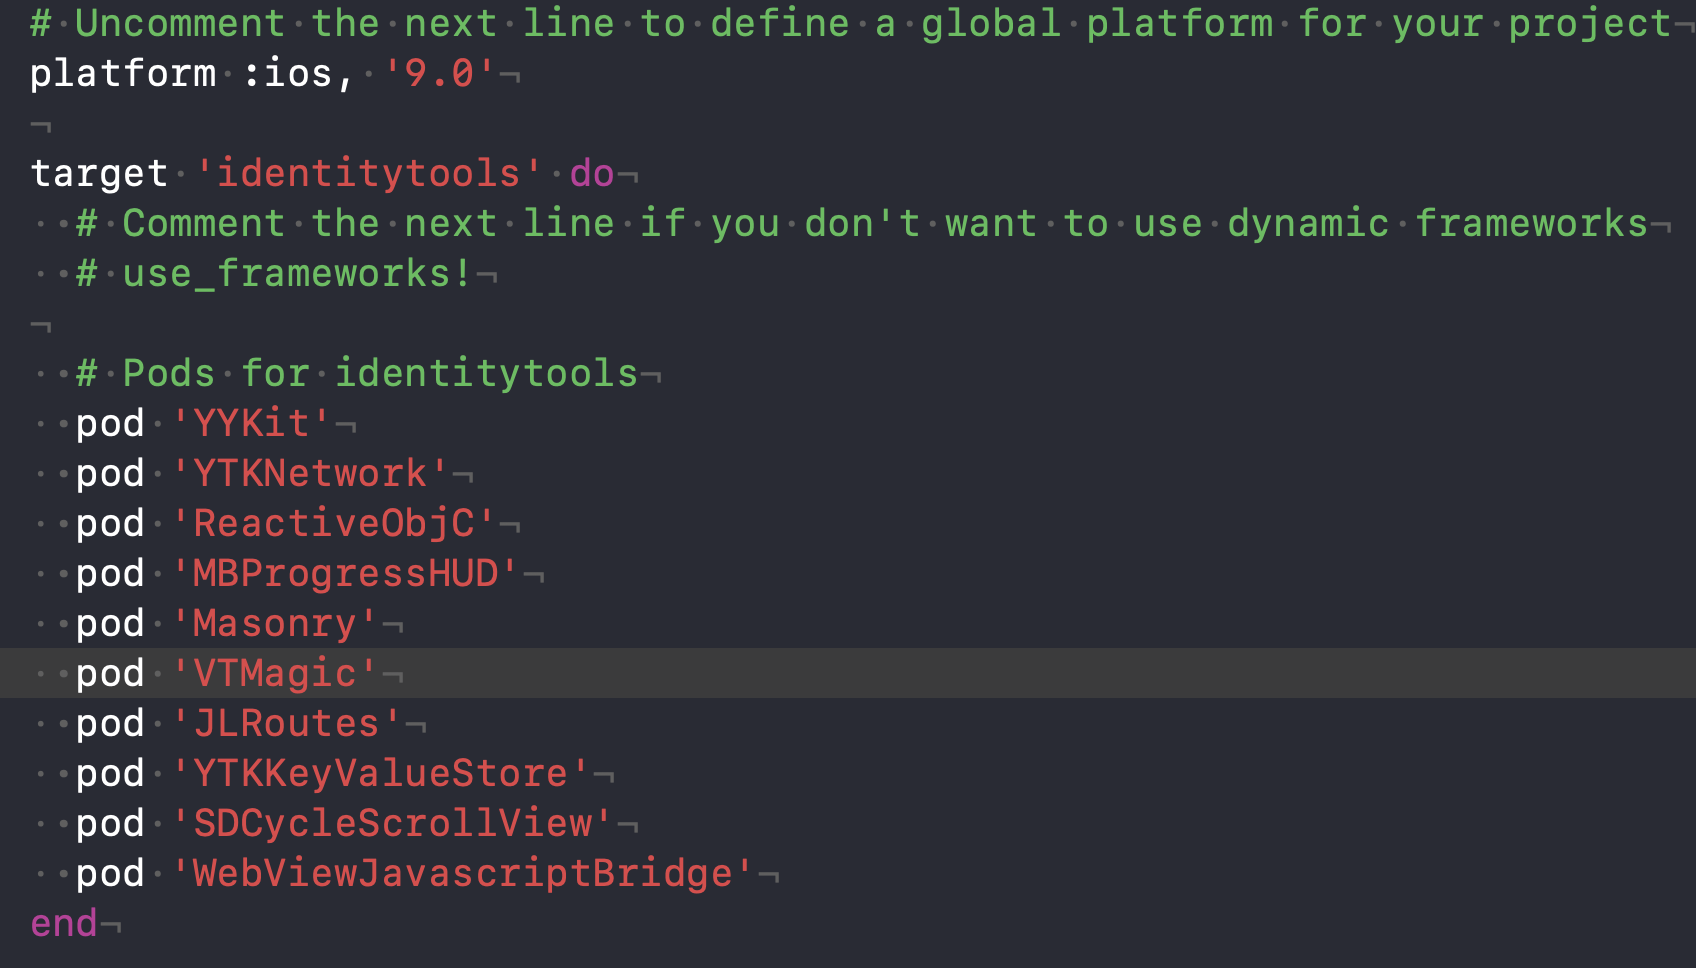 # Uncomment the next line to define a global platform for your project
platform :ios, '9.0'

target 'identitytools' do
  # Comment the next line if you don't want to use dynamic frameworks
  # use_frameworks!

  # Pods for identitytools
  pod 'YYKit'
  pod 'YTKNetwork'
  pod 'ReactiveObjC'
  pod 'MBProgressHUD'
  pod 'Masonry'
  pod 'VTMagic'
  pod 'JLRoutes'
  pod 'YTKKeyValueStore'
  pod 'SDCycleScrollView'
  pod 'WebViewJavascriptBridge'
end